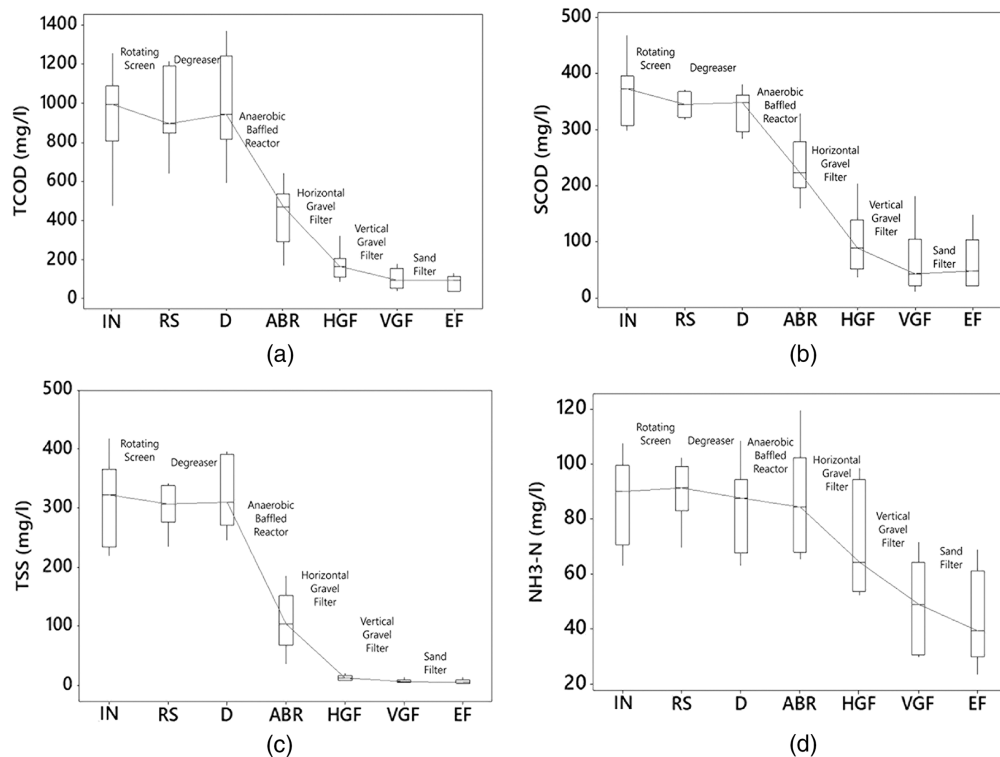 1400
1200
1000
800
600
400
200
0
TCOD (mg/l)
Rotating
Screen
Degreaser
Anaerobic
Baffled
Reactor
Horizontal
Gravel
Filter
Vertical
Gravel
Filter
Sand
Filter
IN RS D ABR HGF VGF EF
(a)
500
400
300
200
100
0
SCOD (mg/l)
Rotating
Screen
Degreaser
Anaerobic
Baffled
Reactor
Horizontal
Gravel
Filter
Vertical
Gravel
Filter
Sand
Filter
IN RS D ABR HGF VGF EF
(b)
500
400
300
200
100
0
TSS (mg/l)
Rotating
Screen
Degreaser
Anaerobic
Baffled
Reactor
Horizontal
Gravel
Filter
Vertical
Gravel
Filter
Sand
Filter
IN RS D ABR HGF VGF EF
(c)
120
100
80
60
40
20
NH3-N (mg/l)
Rotating
Screen
Degreaser
Anaerobic
Baffled
Reactor
Horizontal
Gravel
Filter
Vertical
Gravel
Filter
Sand
Filter
IN RS D ABR HGF VGF EF
(d)